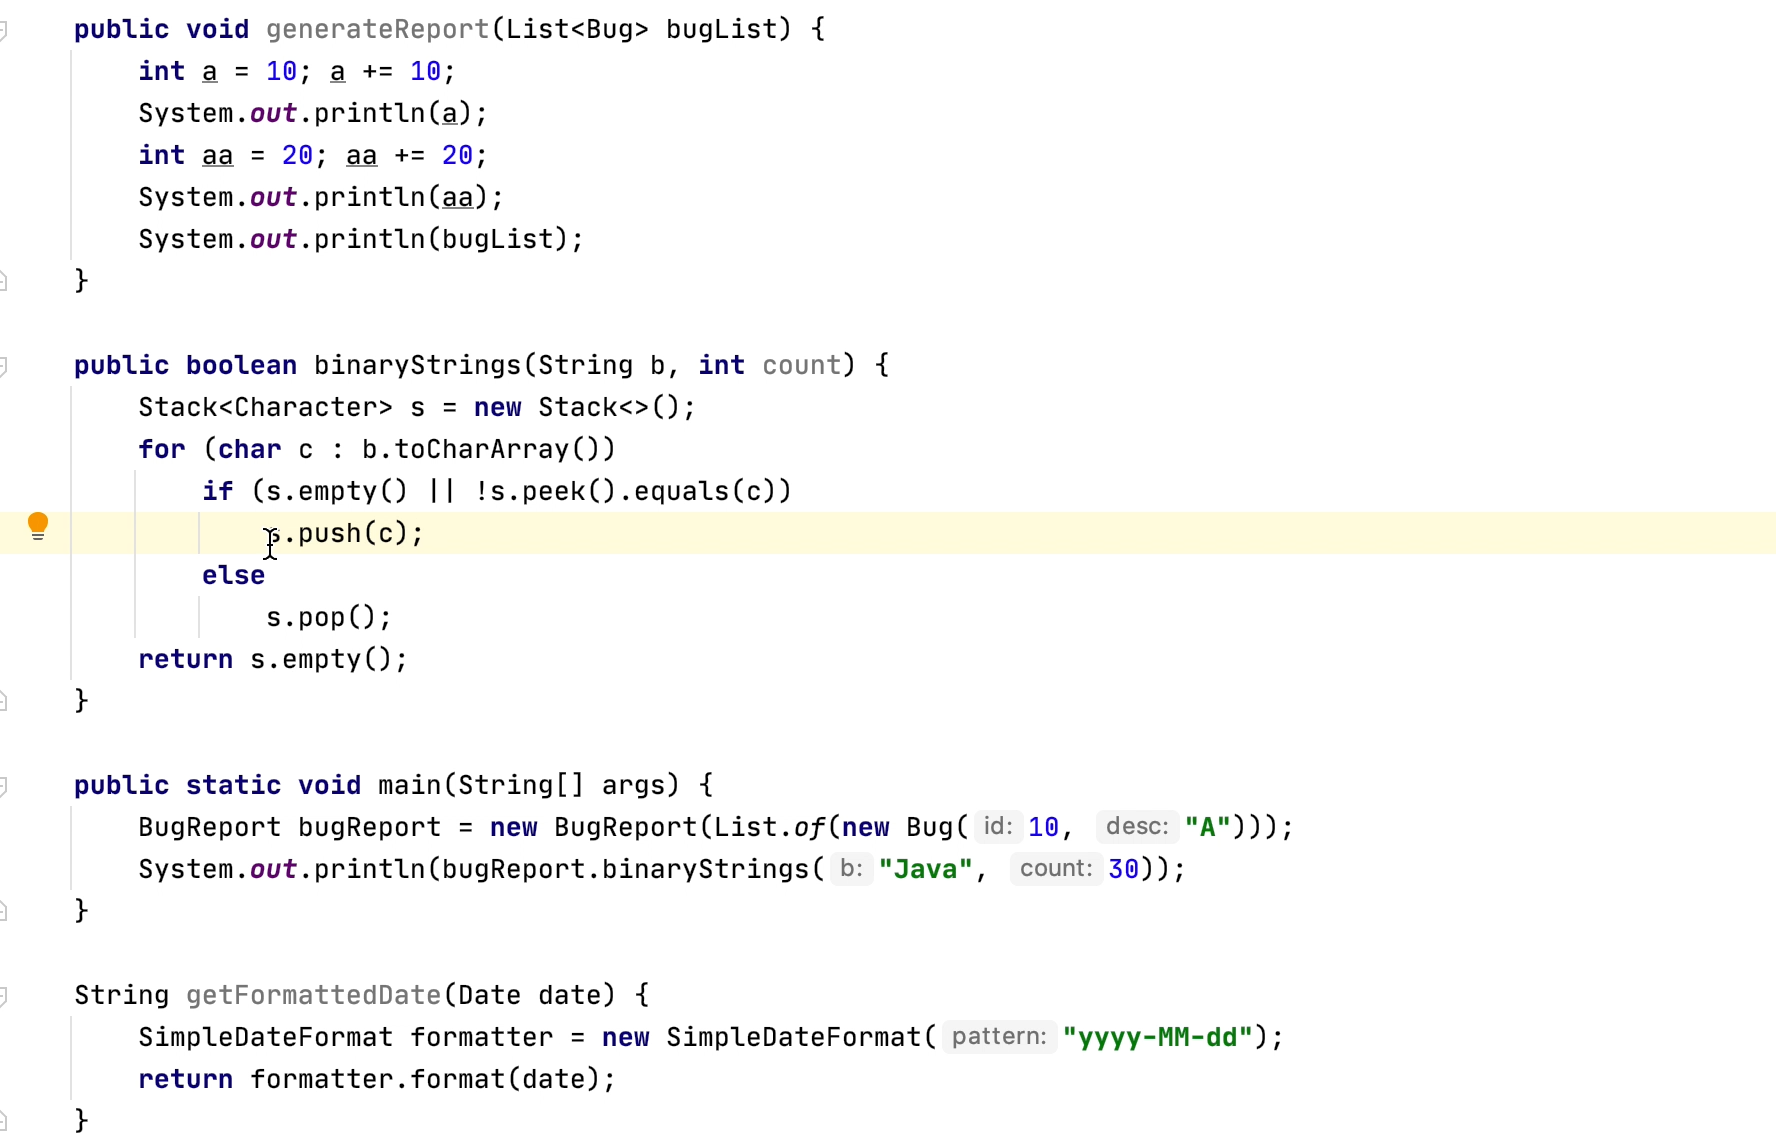 public void generateReport(List<Bug> bugList) {
    int a = 10; a += 10;
    System.out.println(a);
    int aa = 20; aa += 20;
    System.out.println(aa);
    System.out.println(bugList);
}
public boolean binaryStrings(String b, int count) {
    Stack<Character> s = new Stack<>();
    for (char c : b.toCharArray())
        if (s.empty() || !s.peek().equals(c))
            s.push(c);
        else
            s.pop();
    return s.empty();
}
public static void main(String[] args) {
    BugReport bugReport = new BugReport(List.of(new Bug( id: 10, desc: "A")));
    System.out.println(bugReport.binaryStrings( b: "Java", count: 30));
}
String getFormattedDate(Date date) {
    SimpleDateFormat formatter = new SimpleDateFormat( pattern: "yyyy-MM-dd");
    return formatter.format(date);
}